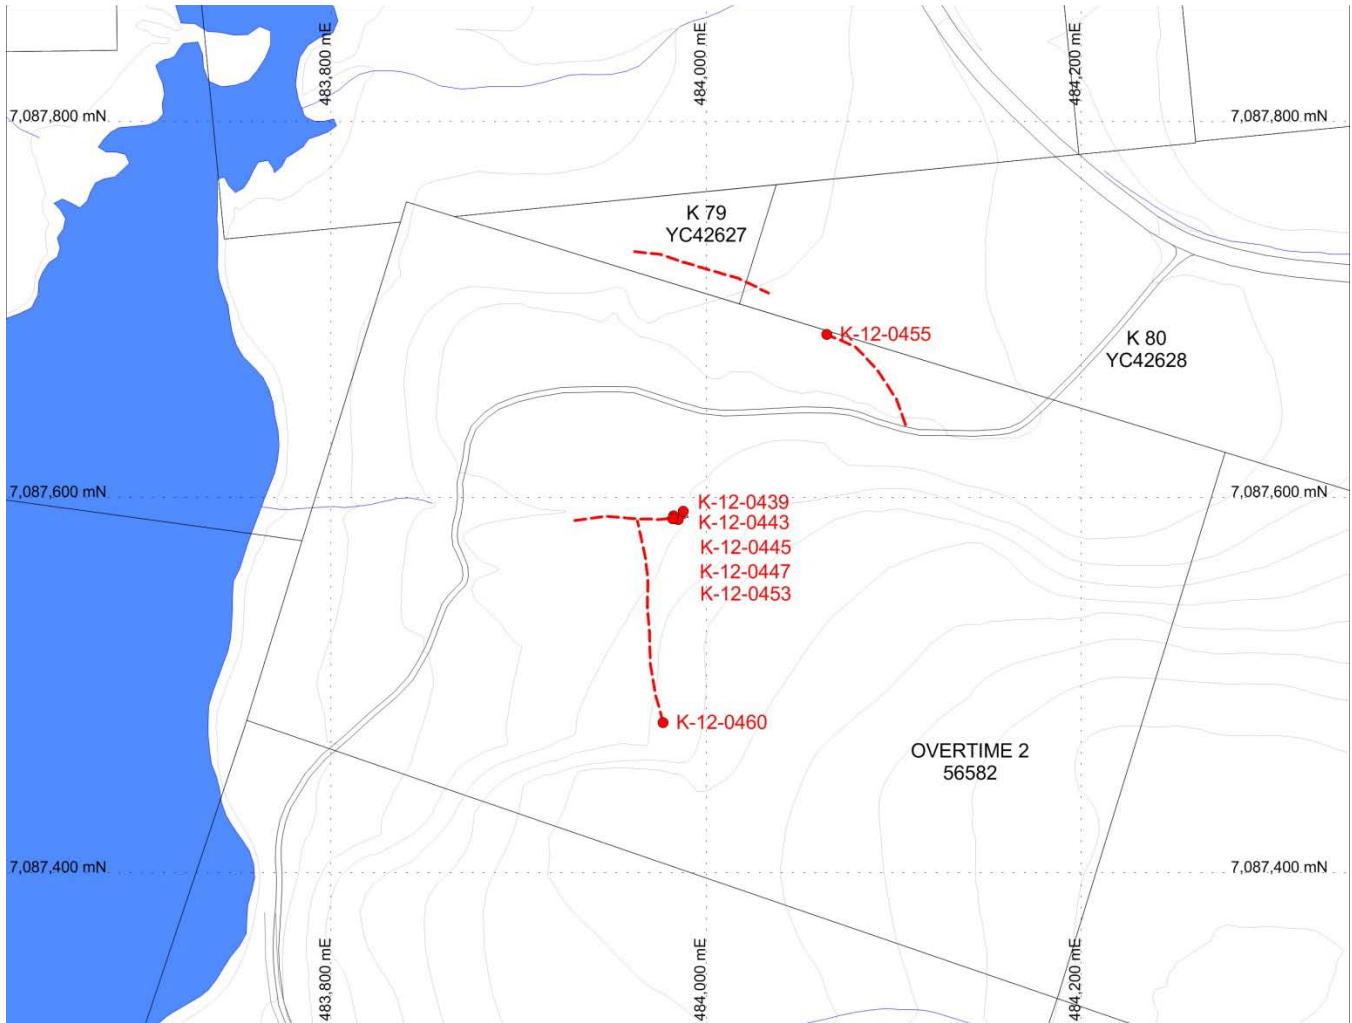 483,800 mE
484,000 mE
484,200 mE
7,087,800 mN
7,087,800 mN
K 79
YC42627
K-12-0455
K 80
YC42628
7,087,600 mN
7,087,600 mN
K-12-0439
K-12-0443
K-12-0445
K-12-0447
K-12-0453
K-12-0460
OVERTIME 2
56582
7,087,400 mN
7,087,400 mN
483,800 mE
484,000 mE
484,200 mE